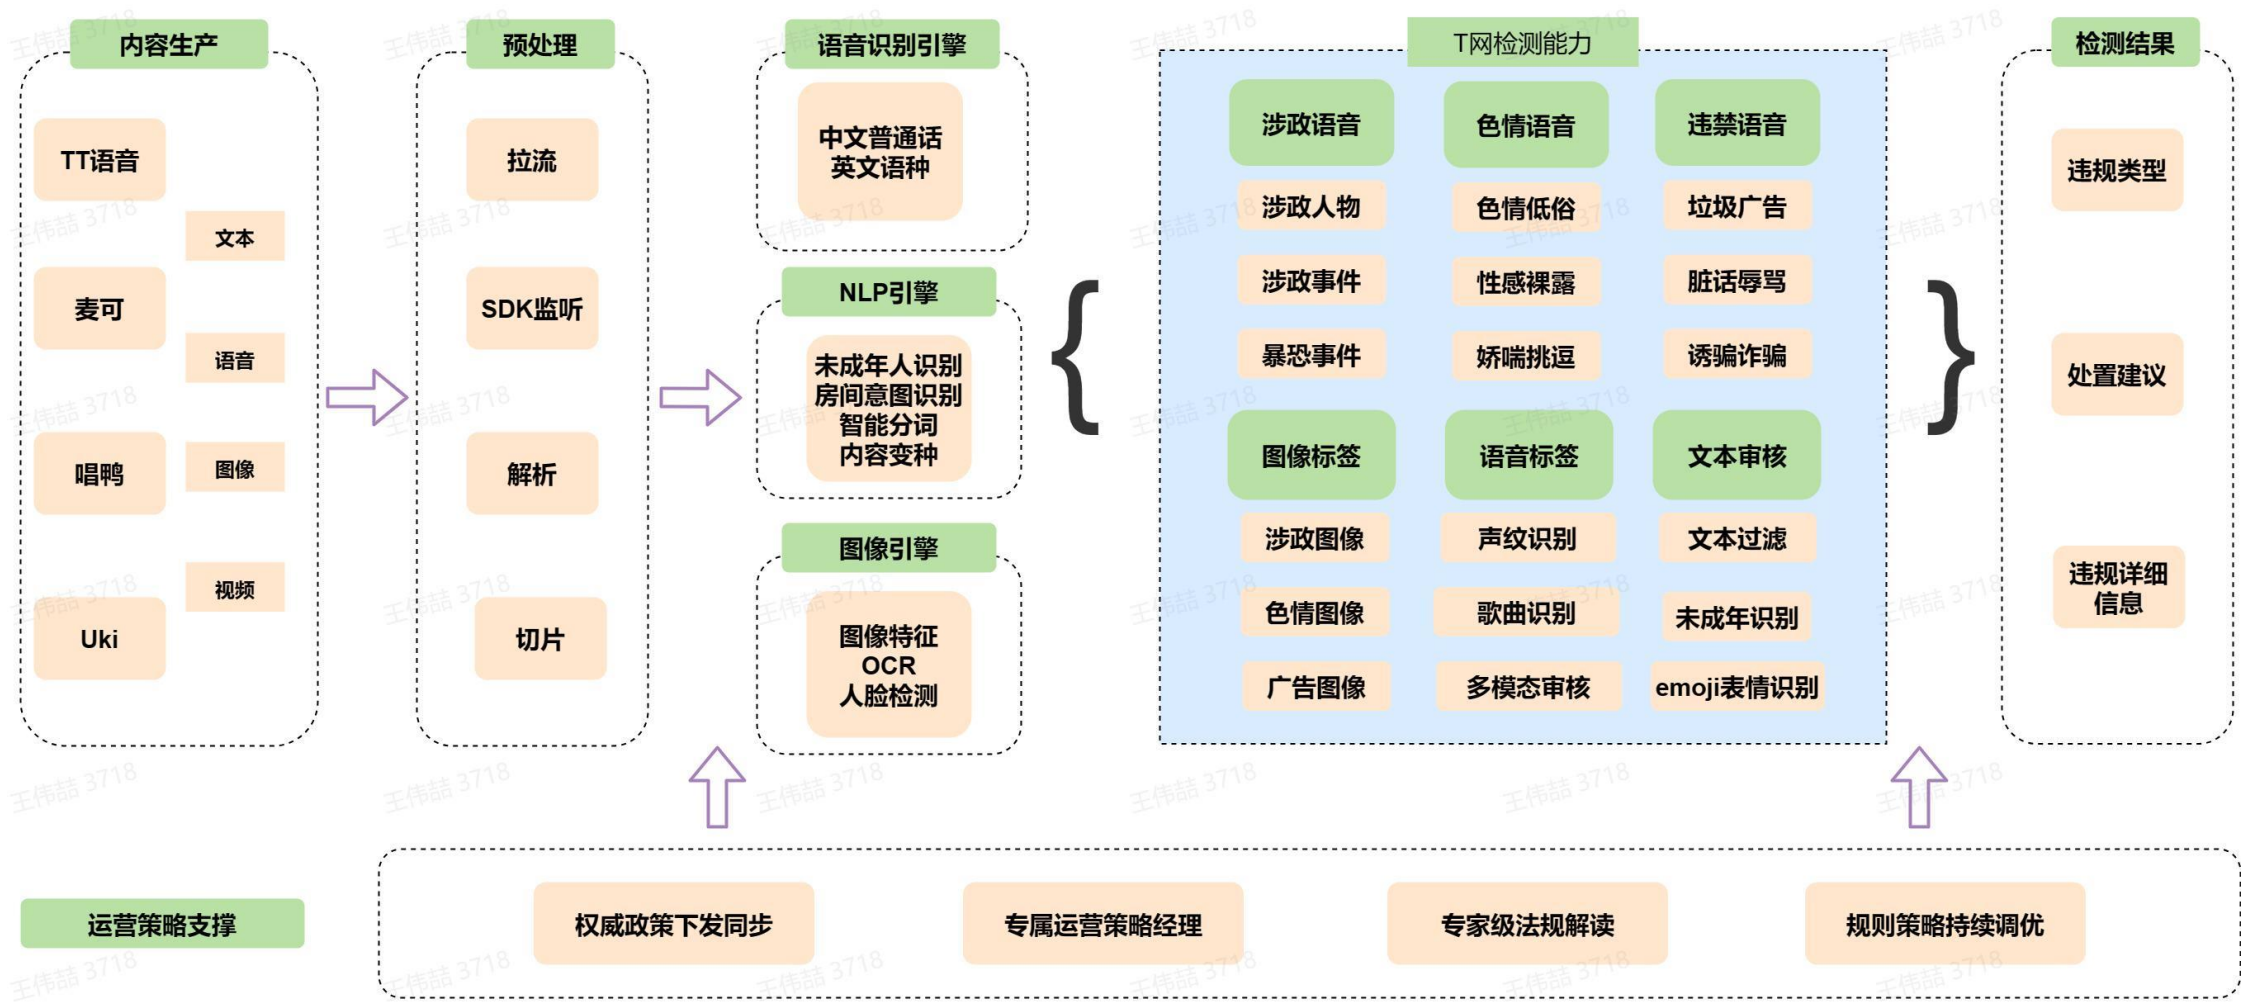 内容生产
TT语音
文本
麦可
语音
唱鸭
图像
视频
Uki
预处理
拉流
SDK监听
解析
切片
语音识别引擎
中文普通话
英文语种
NLP引擎
未成年人识别
房间意图识别
智能分词
内容变种
图像引擎
图像特征
OCR
人脸检测
{
T网检测能力
涉政语音
色情语音
违禁语音
涉政人物
色情低俗
垃圾广告
涉政事件
性感裸露
脏话辱骂
暴恐事件
娇喘挑逗
诱骗诈骗
图像标签
语音标签
文本审核
涉政图像
声纹识别
文本过滤
色情图像
歌曲识别
未成年识别
广告图像
多模态审核
emoji表情识别
}
检测结果
违规类型
处置建议
违规详细
信息
运营策略支撑
权威政策下发同步
专属运营策略经理
专家级法规解读
规则策略持续调优
王伟喆 3718